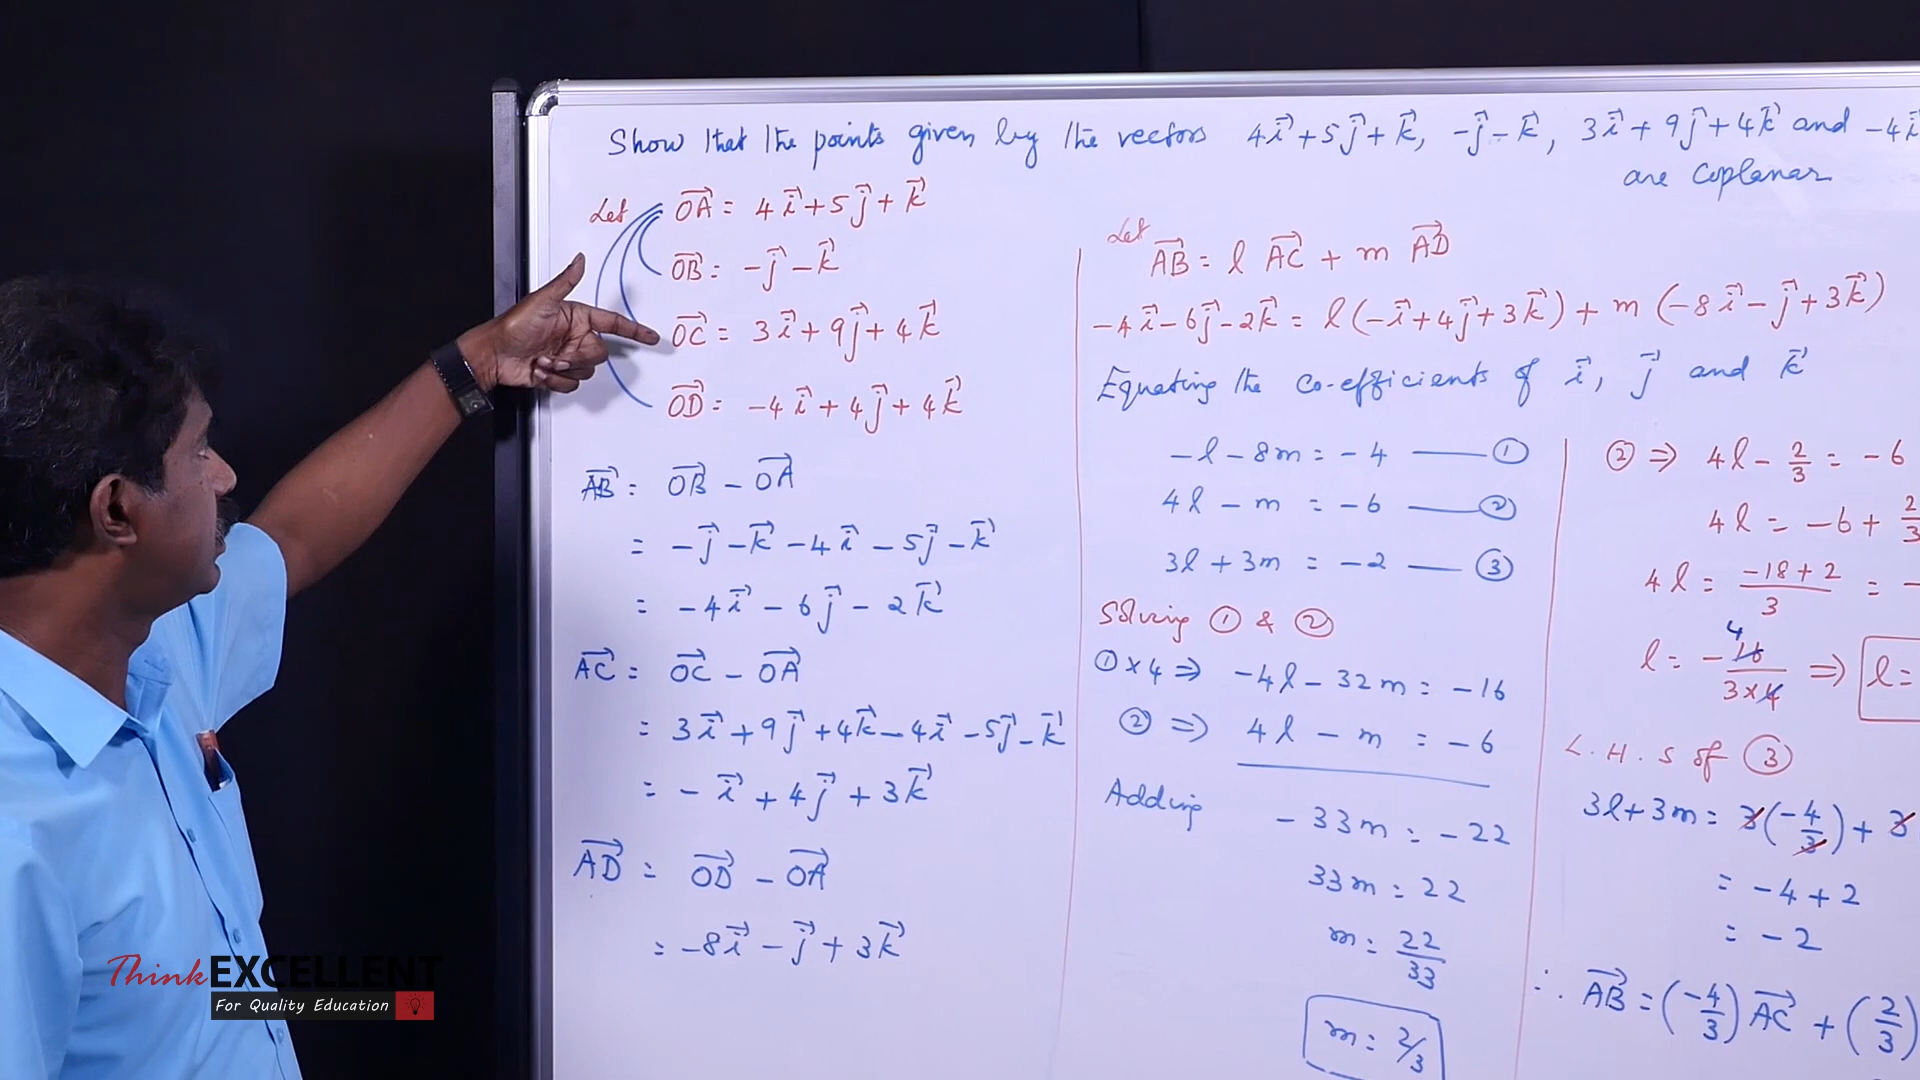 Show that the points given by the vectors 4i⃗+5j⃗+k⃗, -j⃗-k⃗, 3i⃗+9j⃗+4k⃗ and -4i⃗
are coplanar
Let OA⃗ = 4i⃗+5j⃗+k⃗
OB⃗ = -j⃗-k⃗
OC⃗ = 3i⃗+9j⃗+4k⃗
OD⃗ = -4i⃗+4j⃗+4k⃗
AB⃗ = OB⃗ - OA⃗
= -j⃗-k⃗-4i⃗-5j⃗-k⃗
= -4i⃗-6j⃗-2k⃗
AC⃗ = OC⃗ - OA⃗
= 3i⃗+9j⃗+4k⃗-4i⃗-5j⃗-k⃗
= -i⃗+4j⃗+3k⃗
AD⃗ = OD⃗ - OA⃗
= -8i⃗-j⃗+3k⃗
Let
AB⃗ = l AC⃗ + m AD⃗
-4i⃗-6j⃗-2k⃗ = l(-i⃗+4j⃗+3k⃗) + m(-8i⃗-j⃗+3k⃗)
Equating the co-efficients of i⃗, j⃗ and k⃗
-l-8m = -4 —— ①
4l-m = -6 —— ②
3l+3m = -2 —— ③
Solving ① & ②
①×4 ⇒ -4l-32m = -16
② ⇒ 4l-m = -6
Adding -33m = -22
33m = 22
m = 22/33
m = 2/3
② ⇒ 4l - 2/3 = -6
4l = -6 + 2/3
4l = (-18+2)/3 = -
4
l = -16/(3×4) ⇒ l =
L.H.S of ③
3l+3m = 3(-4/3) + 3
= -4+2
= -2
∴ AB⃗ = (-4/3) AC⃗ + (2/3)
Think EXCELLENT
For Quality Education